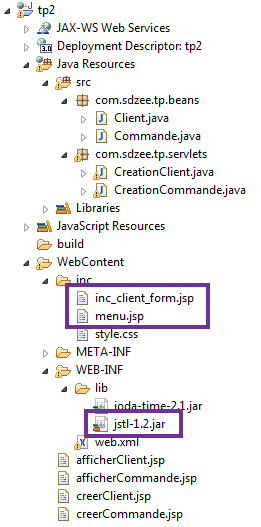 tp2
JAX-WS Web Services
Deployment Descriptor: tp2
Java Resources
src
com.sdzee.tp.beans
Client.java
Commande.java
com.sdzee.tp.servlets
CreationClient.java
CreationCommande.java
Libraries
JavaScript Resources
build
WebContent
inc
inc_client_form.jsp
menu.jsp
style.css
META-INF
WEB-INF
lib
joda-time-2.1.jar
jstl-1.2.jar
web.xml
afficherClient.jsp
afficherCommande.jsp
creerClient.jsp
creerCommande.jsp